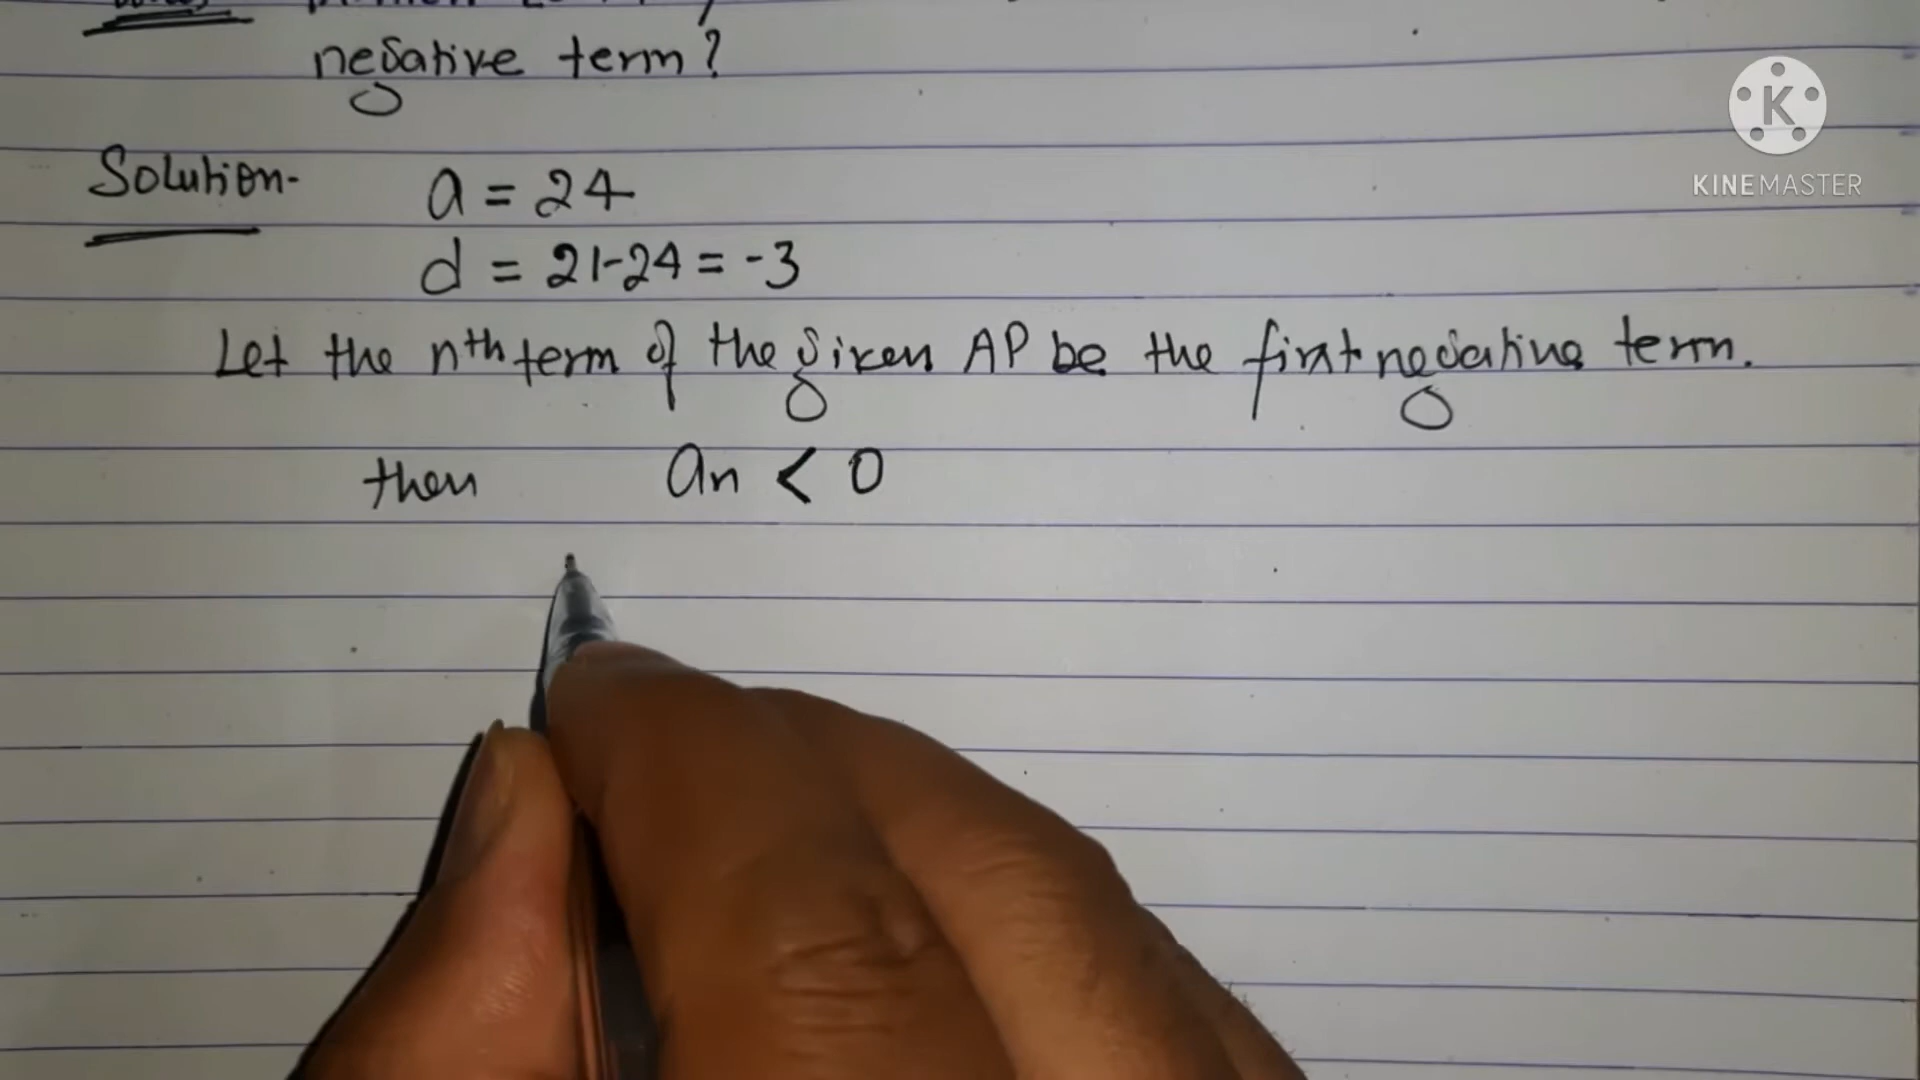 negative term?
Solution- a = 24
d = 21-24 = -3
Let the nth term of the given AP be the first negative term.
then an < 0
KINEMASTER